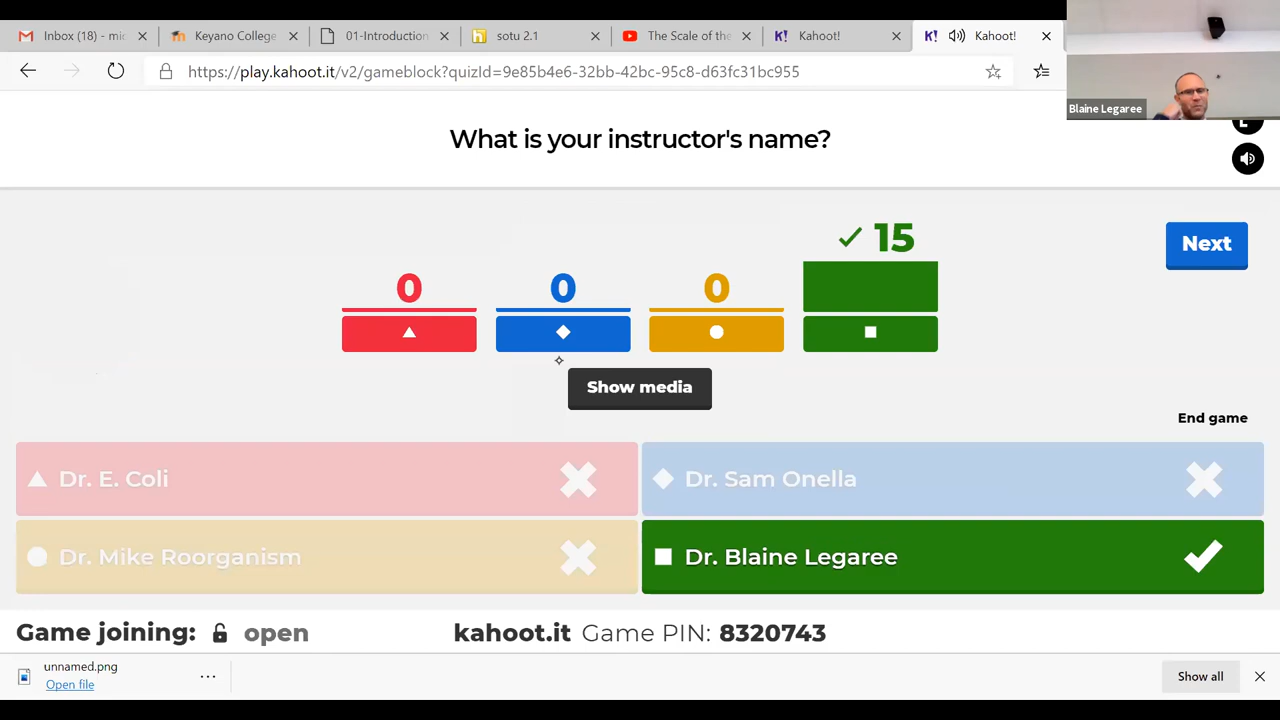 Inbox (18) - mic
Keyano College
01-Introduction
sotu 2.1
The Scale of the
K! Kahoot!
K! Kahoot!
https://play.kahoot.it/v2/gameblock?quizId=9e85b4e6-32bb-42bc-95c8-d63fc31bc955
Blaine Legaree
What is your instructor's name?
0
0
0
15
Next
Show media
End game
Dr. E. Coli
Dr. Sam Onella
Dr. Mike Roorganism
Dr. Blaine Legaree
Game joining: open
kahoot.it Game PIN: 8320743
unnamed.png
Open file
Show all